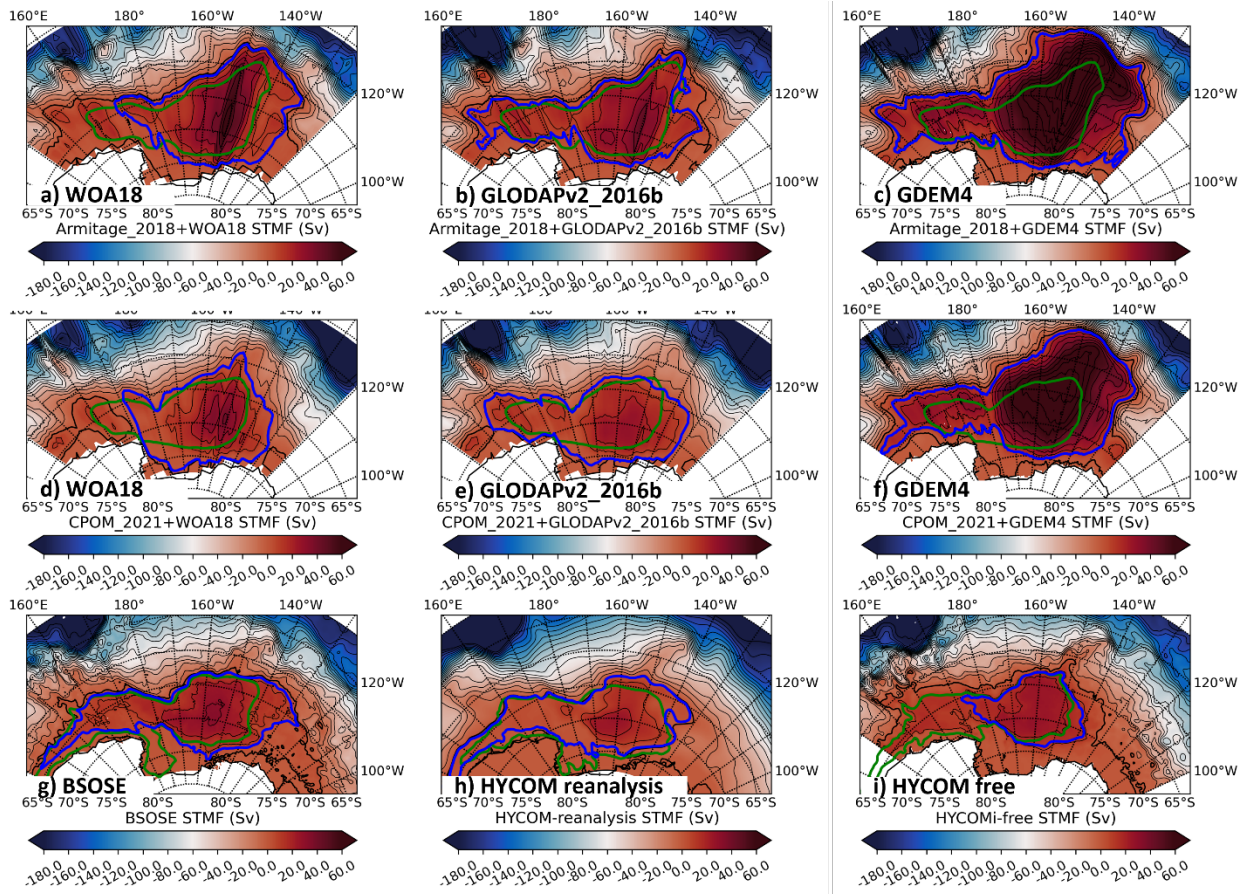 160°E 180° 160°W 140°W
120°W
100°W
a) WOA18
65°S 70°S 75°S 80°S 80°S 75°S 70°S 65°S
Armitage_2018+WOA18 STMF (Sv)
-180.0 -160.0 -140.0 -120.0 -100.0 -80.0 -60.0 -40.0 -20.0 0.0 20.0 40.0 60.0
160°E 180° 160°W 140°W
120°W
100°W
b) GLODAPv2_2016b
65°S 70°S 75°S 80°S 80°S 75°S 70°S 65°S
Armitage_2018+GLODAPv2_2016b STMF (Sv)
-180.0 -160.0 -140.0 -120.0 -100.0 -80.0 -60.0 -40.0 -20.0 0.0 20.0 40.0 60.0
160°E 180° 160°W 140°W
120°W
100°W
c) GDEM4
65°S 70°S 75°S 80°S 80°S 75°S 70°S 65°S
Armitage_2018+GDEM4 STMF (Sv)
-180.0 -160.0 -140.0 -120.0 -100.0 -80.0 -60.0 -40.0 -20.0 0.0 20.0 40.0 60.0
120°W
100°W
d) WOA18
65°S 70°S 75°S 80°S 80°S 75°S 70°S 65°S
CPOM_2021+WOA18 STMF (Sv)
-180.0 -160.0 -140.0 -120.0 -100.0 -80.0 -60.0 -40.0 -20.0 0.0 20.0 40.0 60.0
120°W
100°W
e) GLODAPv2_2016b
65°S 70°S 75°S 80°S 80°S 75°S 70°S 65°S
CPOM_2021+GLODAPv2_2016b STMF (Sv)
-180.0 -160.0 -140.0 -120.0 -100.0 -80.0 -60.0 -40.0 -20.0 0.0 20.0 40.0 60.0
160°E 180° 160°W 140°W
120°W
100°W
f) GDEM4
65°S 70°S 75°S 80°S 80°S 75°S 70°S 65°S
CPOM_2021+GDEM4 STMF (Sv)
-180.0 -160.0 -140.0 -120.0 -100.0 -80.0 -60.0 -40.0 -20.0 0.0 20.0 40.0 60.0
160°E 180° 160°W 140°W
120°W
100°W
g) BSOSE
65°S 70°S 75°S 80°S 80°S 75°S 70°S 65°S
BSOSE STMF (Sv)
-180.0 -160.0 -140.0 -120.0 -100.0 -80.0 -60.0 -40.0 -20.0 0.0 20.0 40.0 60.0
160°E 180° 160°W 140°W
120°W
100°W
h) HYCOM reanalysis
65°S 70°S 75°S 80°S 80°S 75°S 70°S 65°S
HYCOM-reanalysis STMF (Sv)
-180.0 -160.0 -140.0 -120.0 -100.0 -80.0 -60.0 -40.0 -20.0 0.0 20.0 40.0 60.0
160°E 180° 160°W 140°W
120°W
100°W
i) HYCOM free
65°S 70°S 75°S 80°S 80°S 75°S 70°S 65°S
HYCOMi-free STMF (Sv)
-180.0 -160.0 -140.0 -120.0 -100.0 -80.0 -60.0 -40.0 -20.0 0.0 20.0 40.0 60.0